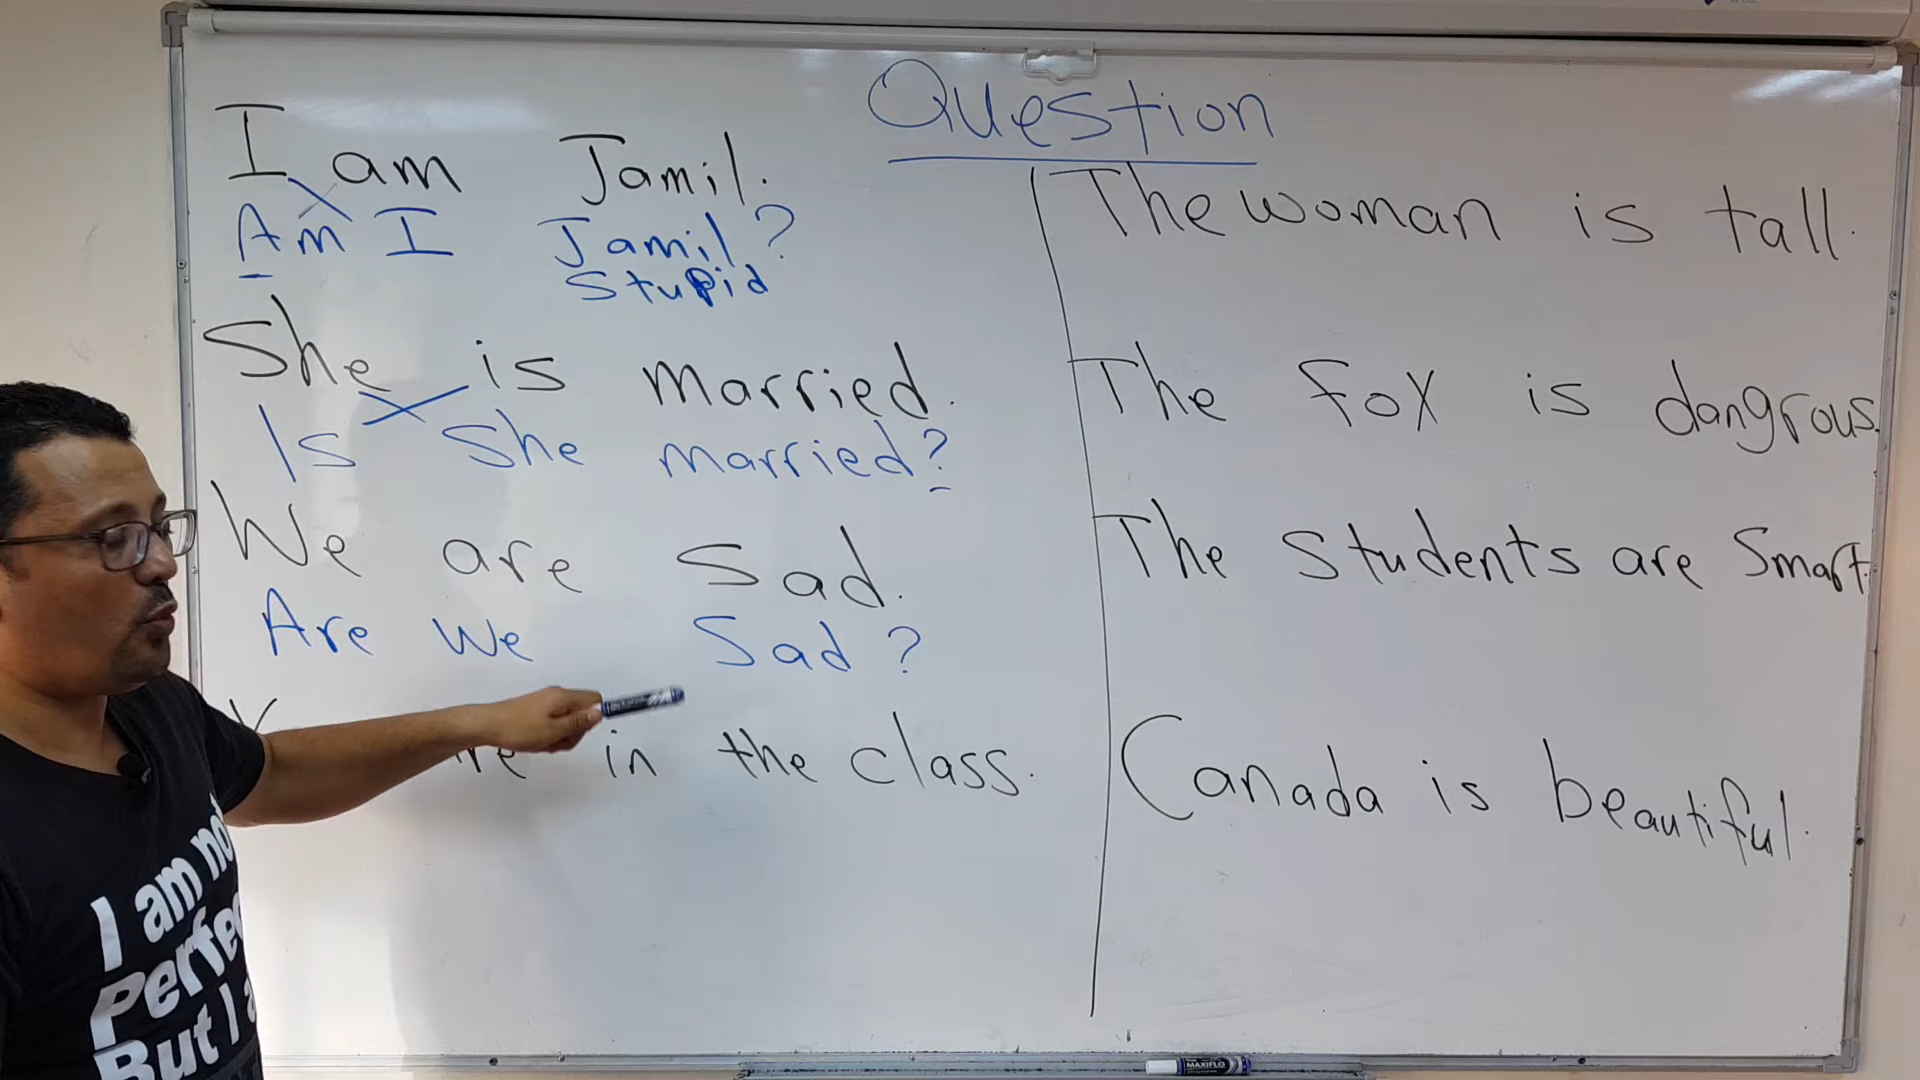 Question
I am Jamil.
Am I Jamil?
Stupid
She is married.
Is she married?
We are Sad.
Are We Sad?
in the class.
The woman is tall.
The Fox is dangrous.
The Students are Smart.
Canada is beautiful.
I am not
Perfe
But I a
MAXIFLO